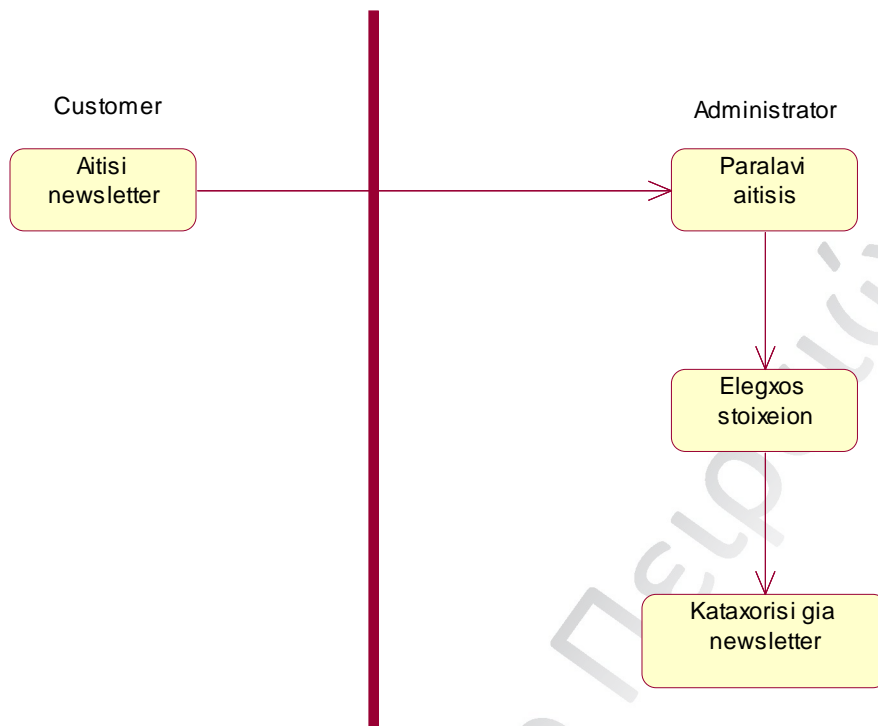 Customer
Administrator
Aitisi
newsletter
Paralavi
aitisis
Elegxos
stoixeion
Kataxorisi gia
newsletter